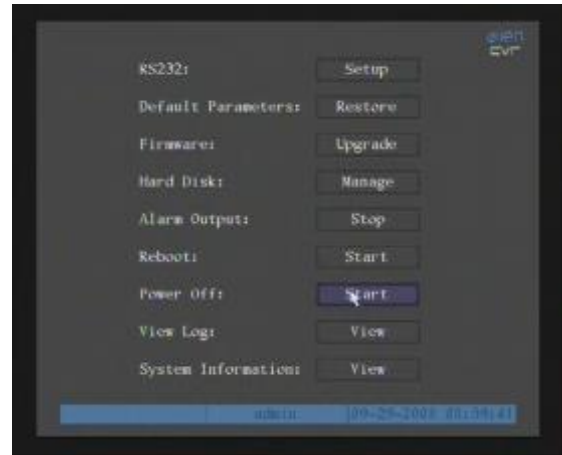 RS232: Setup
Default Parameters: Restore
Firmware: Upgrade
Hard Disk: Manage
Alarm Output: Stop
Reboot: Start
Power Off: Start
View Log: View
System Information: View
admin